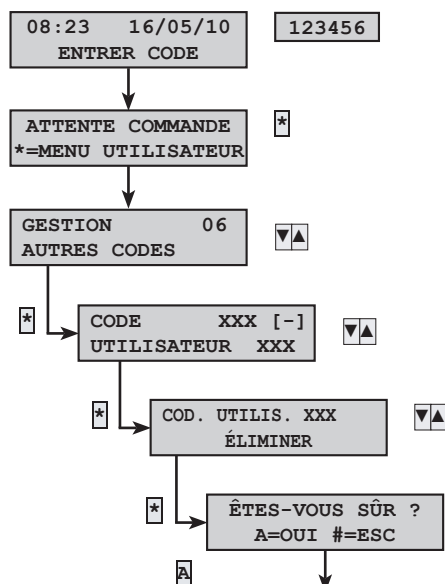 08:23 16/05/10
ENTRER CODE
123456
ATTENTE COMMANDE
*=MENU UTILISATEUR
*
GESTION 06
AUTRES CODES
▼▲
*
CODE XXX [-]
UTILISATEUR XXX
▼▲
*
COD. UTILIS. XXX
ÉLIMINER
▼▲
*
ÊTES-VOUS SÛR ?
A=OUI #=ESC
A